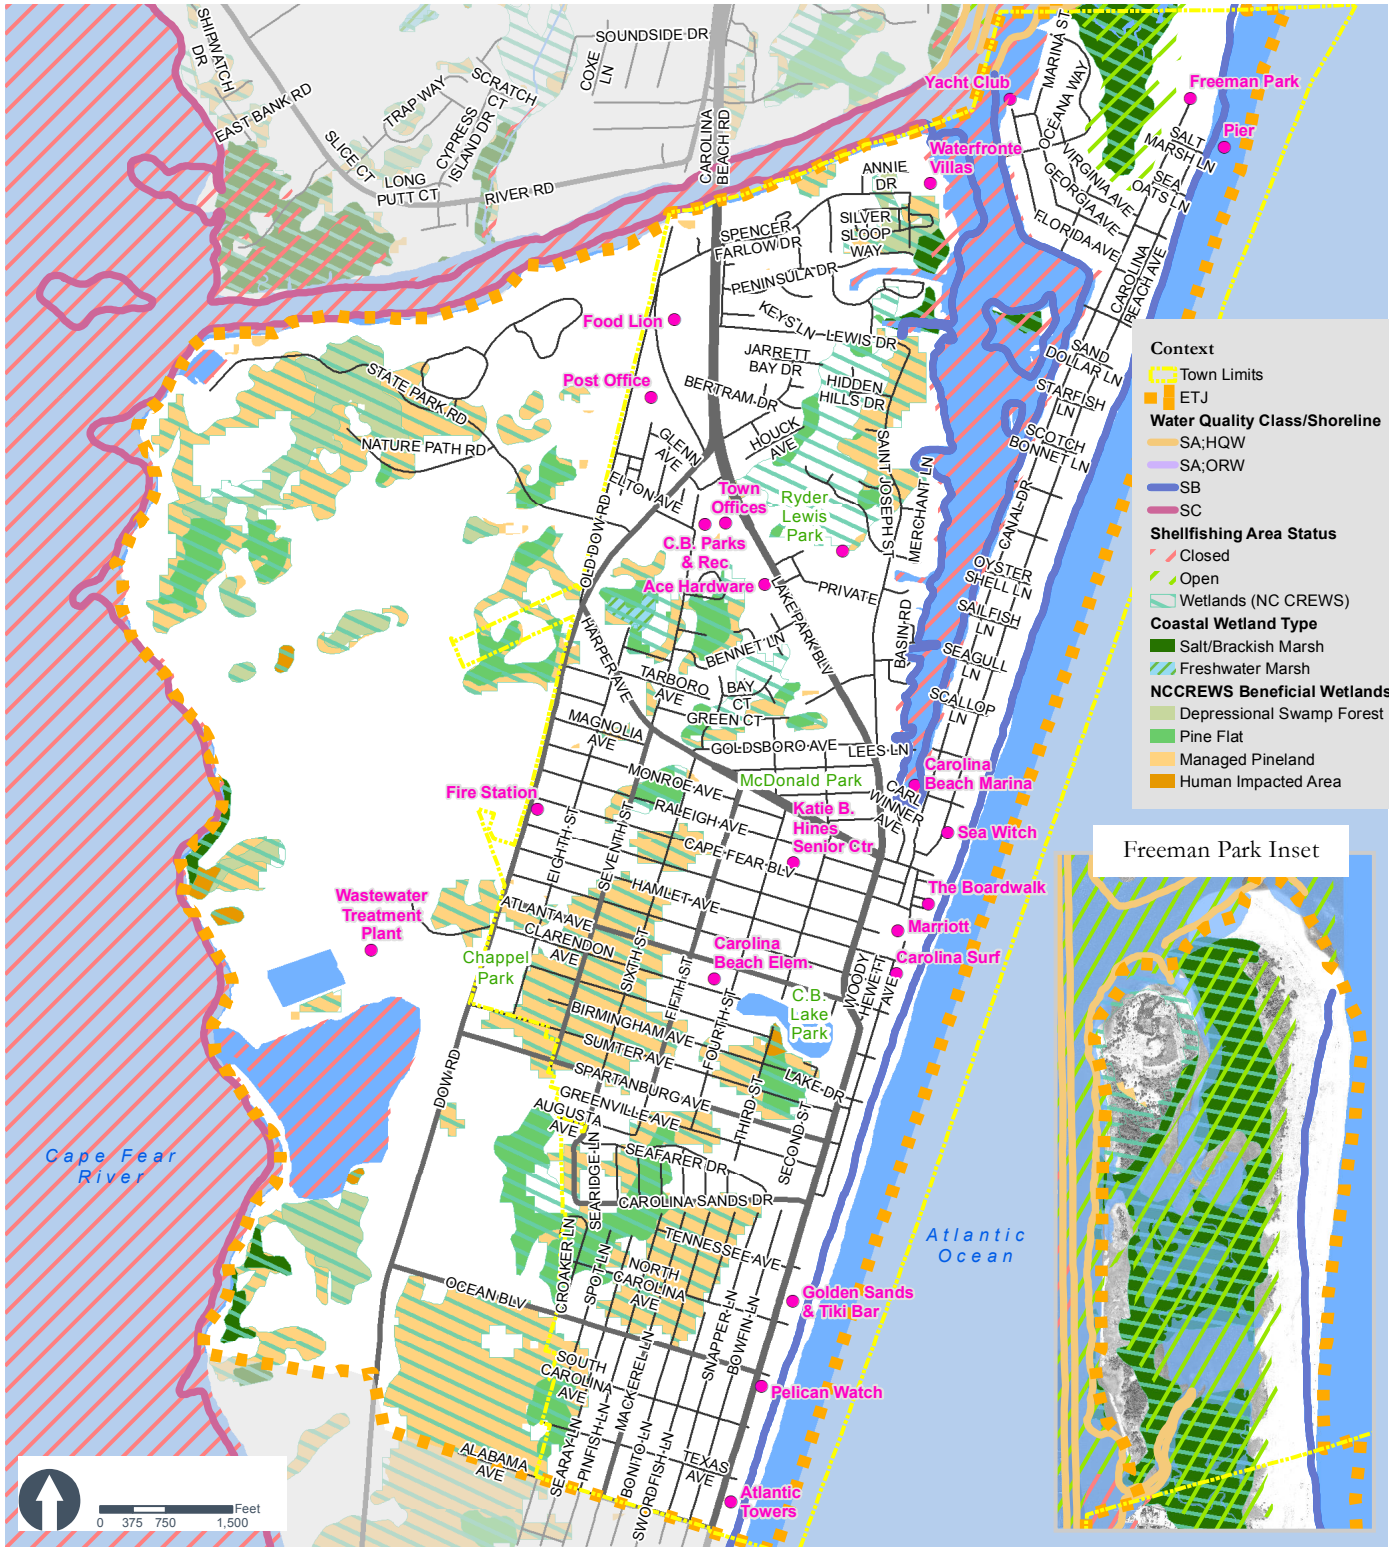 SHIPWATCH
DR
SOUNDSIDE DR
COXE
LN
SCRATCH
CT
TRAP WAY
EAST BANK RD
CYPRESS
ISLAND DR
SLICE CT
LONG
PUTT CT
RIVER RD
CAROLINA
BEACH RD
MARINA ST
OCEANA WAY
Yacht Club
Freeman Park
Pier
SALT
MARSH LN
SEA
OATS LN
VIRGINIA AVE
GEORGIA AVE
FLORIDA AVE
CAROLINA
BEACH AVE
Waterfronte
Villas
ANNIE
DR
SILVER
SLOOP
WAY
SPENCER
FARLOW DR
PENINSULA DR
KEYS LN
LEWIS DR
Food Lion
JARRETT
BAY DR
HIDDEN
HILLS DR
Post Office
BERTRAM DR
STATE PARK RD
NATURE PATH RD
HOUCK
AVE
GLENN
AVE
ELTON AVE
SAINT JOSEPH ST
MERCHANT LN
SAND
DOLLAR LN
STARFISH
LN
SCOTCH
BONNET LN
CANAL DR
Town
Offices
Ryder
Lewis
Park
C.B. Parks
& Rec
Ace Hardware
OLD DOW RD
LAKE PARK BLV
PRIVATE
OYSTER
SHELL LN
SAILFISH
LN
BASIN RD
SEAGULL
LN
SCALLOP
LN
HARPER AVE
BENNET LN
TARBORO
AVE
BAY
CT
GREEN CT
MAGNOLIA
AVE
GOLDSBORO AVE
LEES LN
MONROE AVE
McDonald Park
Carolina
Beach Marina
CARL
WINNER
AVE
Fire Station
RALEIGH AVE
Katie B.
Hines
Senior Ctr
Sea Witch
EIGHTH ST
SEVENTH ST
CAPE FEAR BLV
HAMLET AVE
The Boardwalk
Wastewater
Treatment
Plant
ATLANTA AVE
CLARENDON
AVE
SIXTH ST
Marriott
Carolina
Beach Elem.
Carolina Surf
Chappel
Park
FIFTH ST
FOURTH ST
C.B.
Lake
Park
WOODY
HEWETT
AVE
BIRMINGHAM AVE
SUMTER AVE
SPARTANBURG AVE
LAKE DR
DOW RD
GREENVILLE AVE
AUGUSTA
AVE
THIRD ST
SECOND ST
SEAFARER DR
SEARIDGE LN
CAROLINA SANDS DR
Cape Fear
River
Atlantic
Ocean
TENNESSEE AVE
CROAKER LN
SPOT LN
NORTH
CAROLINA
AVE
OCEAN BLV
Golden Sands
& Tiki Bar
SNAPPER LN
BOWFIN LN
SOUTH
CAROLINA
AVE
MACKEREL LN
Pelican Watch
ALABAMA
AVE
SEARAY LN
PINFISH LN
BONITO LN
SWORDFISH LN
TEXAS
AVE
Atlantic
Towers
Feet
0 375 750 1,500
Context
Town Limits
ETJ
Water Quality Class/Shoreline
SA;HQW
SA;ORW
SB
SC
Shellfishing Area Status
Closed
Open
Wetlands (NC CREWS)
Coastal Wetland Type
Salt/Brackish Marsh
Freshwater Marsh
NCCREWS Beneficial Wetlands
Depressional Swamp Forest
Pine Flat
Managed Pineland
Human Impacted Area
Freeman Park Inset